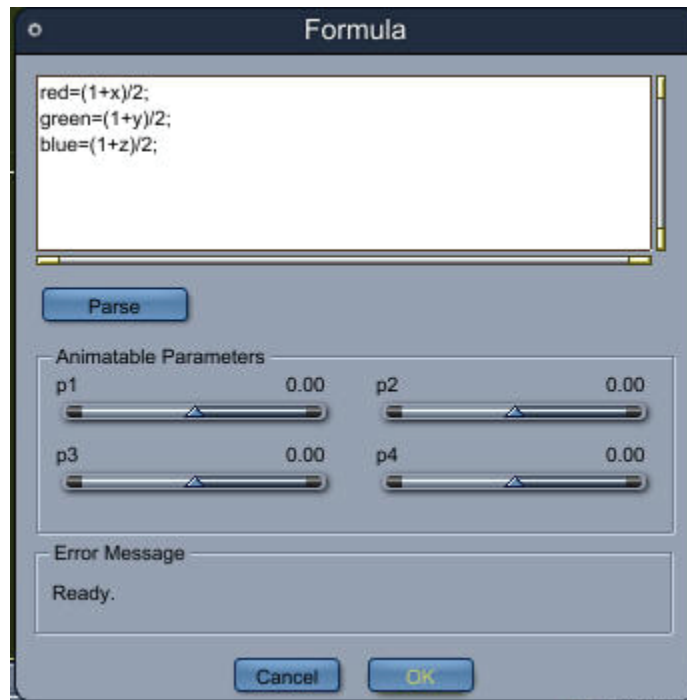 Formula
red=(1+x)/2;
green=(1+y)/2;
blue=(1+z)/2;
Parse
Animatable Parameters
p1 0.00 p2 0.00
p3 0.00 p4 0.00
Error Message
Ready.
Cancel OK